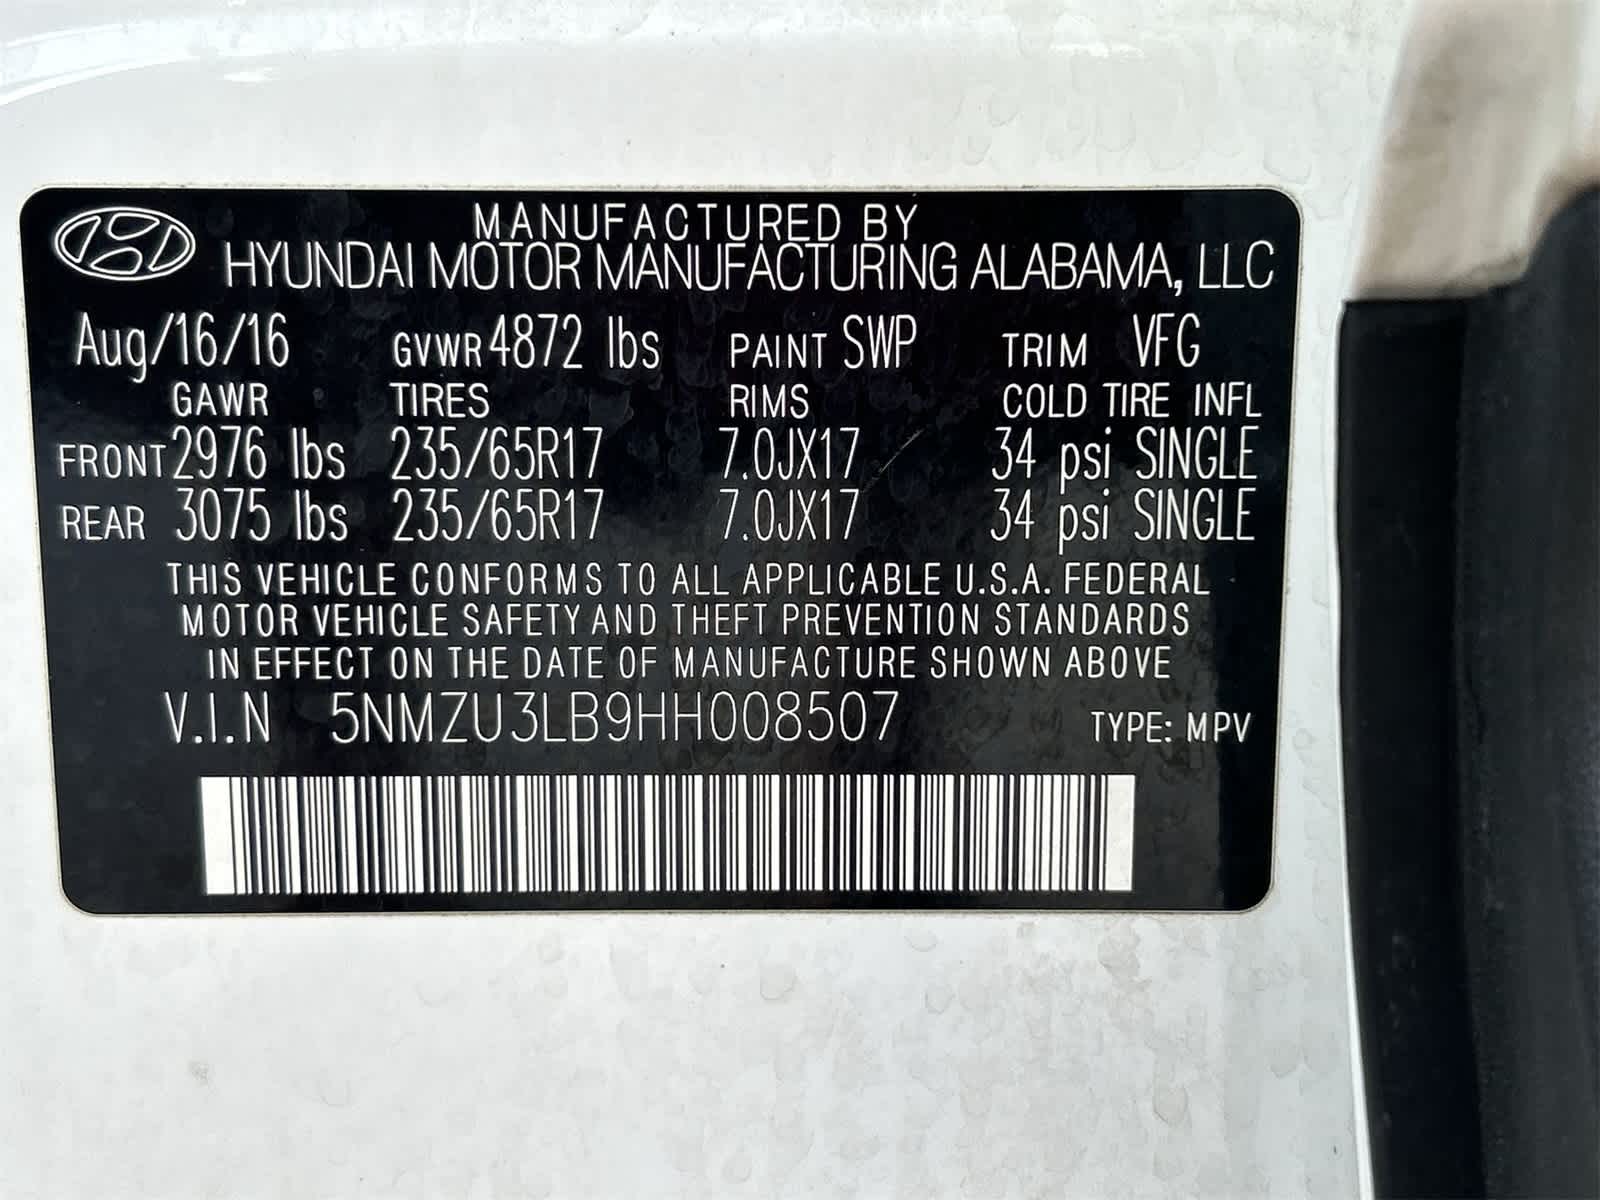 MANUFACTURED BY
HYUNDAI MOTOR MANUFACTURING ALABAMA, LLC
Aug/16/16 GVWR 4872 lbs PAINT SWP TRIM VFG
GAWR TIRES RIMS COLD TIRE INFL
FRONT 2976 lbs 235/65R17 7.0JX17 34 psi SINGLE
REAR 3075 lbs 235/65R17 7.0JX17 34 psi SINGLE
THIS VEHICLE CONFORMS TO ALL APPLICABLE U.S.A. FEDERAL
MOTOR VEHICLE SAFETY AND THEFT PREVENTION STANDARDS
IN EFFECT ON THE DATE OF MANUFACTURE SHOWN ABOVE
V.I.N 5NMZU3LB9HH008507 TYPE: MPV